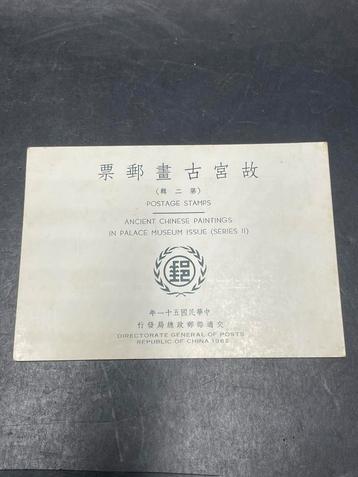 故宮古畫郵票
（第二輯）
POSTAGE STAMPS
ANCIENT CHINESE PAINTINGS
IN PALACE MUSEUM ISSUE (SERIES II)
郵
中華民國五十一年
交通部郵政總局發行
DIRECTORATE GENERAL OF POSTS
REPUBLIC OF CHINA 1962